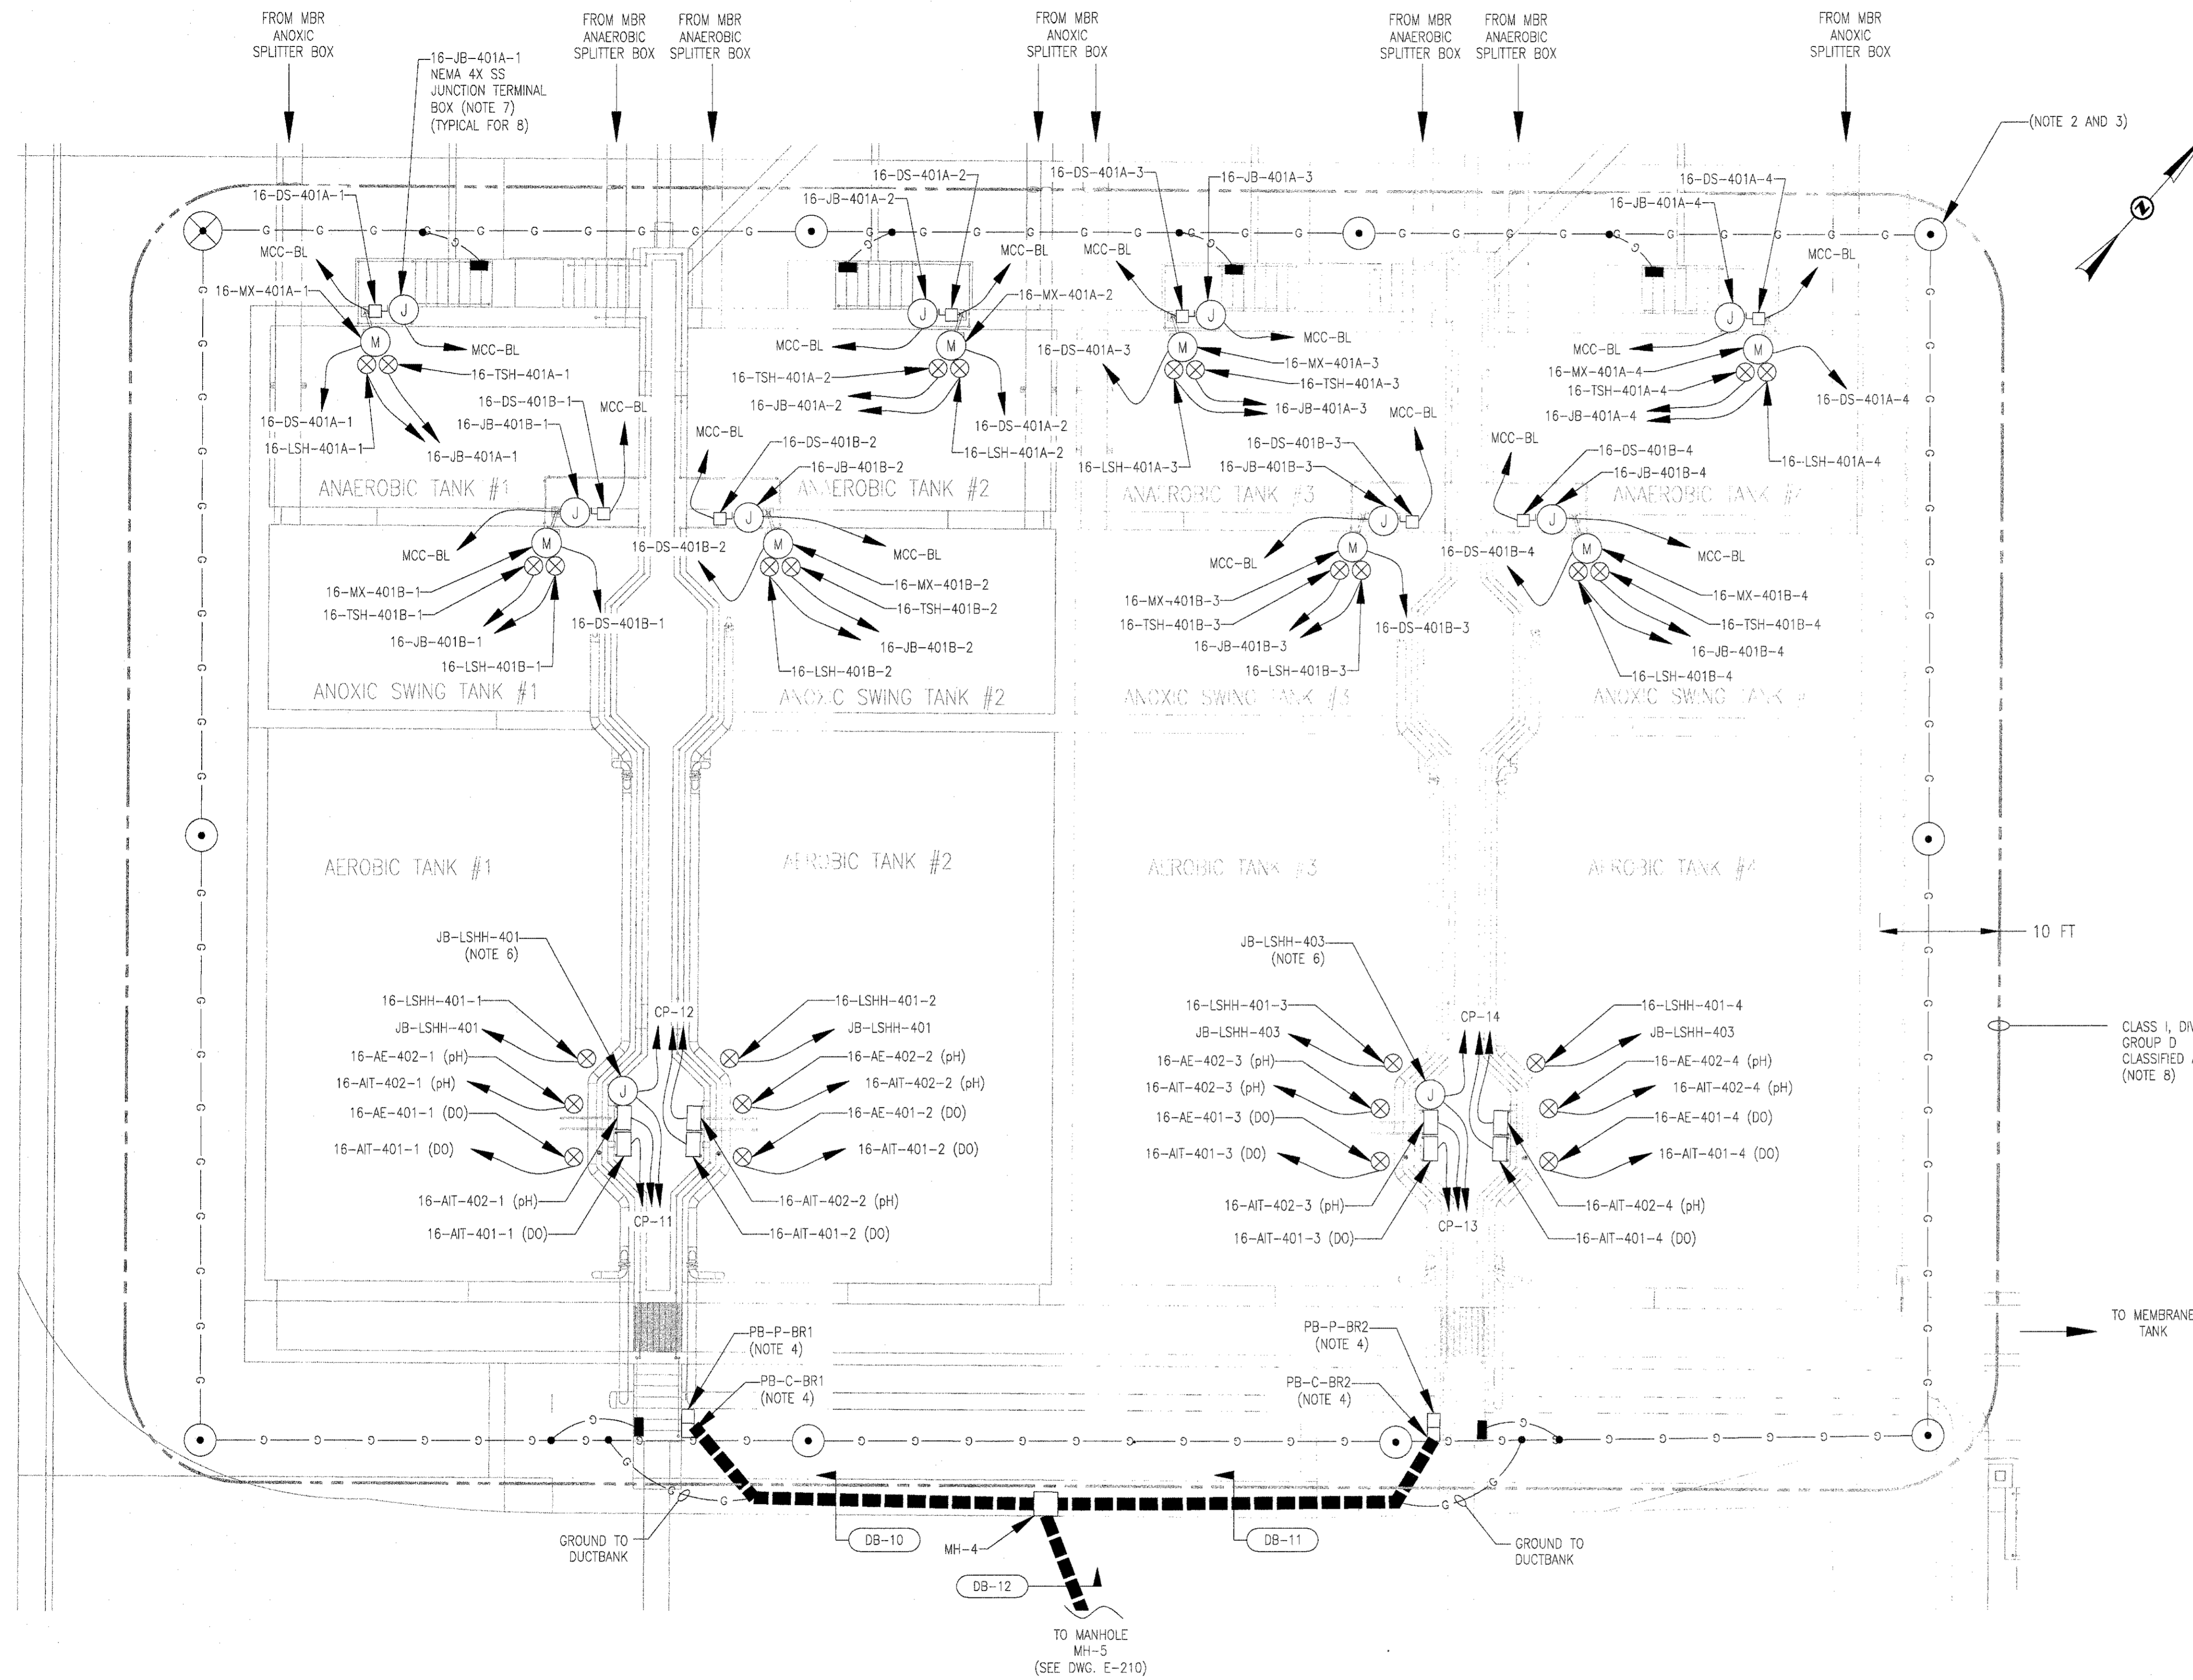 FROM MBR
ANOXIC
SPLITTER BOX
FROM MBR
ANAEROBIC
SPLITTER BOX
FROM MBR
ANAEROBIC
SPLITTER BOX
FROM MBR
ANOXIC
SPLITTER BOX
FROM MBR
ANAEROBIC
SPLITTER BOX
FROM MBR
ANAEROBIC
SPLITTER BOX
FROM MBR
ANOXIC
SPLITTER BOX
16-JB-401A-1
NEMA 4X SS
JUNCTION TERMINAL
BOX (NOTE 7)
(TYPICAL FOR 8)
(NOTE 2 AND 3)
N
16-DS-401A-1
16-DS-401A-2
16-JB-401A-2
16-DS-401A-3
16-JB-401A-3
16-DS-401A-4
16-JB-401A-4
MCC-BL
MCC-BL
MCC-BL
MCC-BL
16-MX-401A-1
16-MX-401A-2
J
J
J
J
M
M
M
M
MCC-BL
MCC-BL
MCC-BL
MCC-BL
16-TSH-401A-1
16-TSH-401A-2
16-DS-401A-3
16-MX-401A-3
16-TSH-401A-3
16-MX-401A-4
16-TSH-401A-4
16-DS-401A-1
16-LSH-401A-1
16-JB-401A-1
16-JB-401A-2
16-DS-401A-2
16-LSH-401A-2
16-JB-401A-3
16-LSH-401A-3
16-JB-401A-4
16-DS-401A-4
16-LSH-401A-4
16-DS-401B-1
16-JB-401B-1
MCC-BL
MCC-BL
16-DS-401B-2
16-JB-401B-2
16-DS-401B-3
16-JB-401B-3
MCC-BL
MCC-BL
16-DS-401B-4
16-JB-401B-4
ANAEROBIC TANK #1
ANAEROBIC TANK #2
ANAEROBIC TANK #3
ANAEROBIC TANK #4
J
J
J
J
M
M
M
M
MCC-BL
16-DS-401B-2
MCC-BL
MCC-BL
16-DS-401B-4
MCC-BL
16-MX-401B-1
16-TSH-401B-1
16-DS-401B-1
16-JB-401B-1
16-LSH-401B-1
16-MX-401B-2
16-TSH-401B-2
16-JB-401B-2
16-LSH-401B-2
16-MX-401B-3
16-TSH-401B-3
16-DS-401B-3
16-JB-401B-3
16-LSH-401B-3
16-MX-401B-4
16-TSH-401B-4
16-JB-401B-4
16-LSH-401B-4
ANOXIC SWING TANK #1
ANOXIC SWING TANK #2
ANOXIC SWING TANK #3
ANOXIC SWING TANK #
AEROBIC TANK #1
AEROBIC TANK #2
AEROBIC TANK #3
AEROBIC TANK #4
10 FT
JB-LSHH-401
(NOTE 6)
JB-LSHH-403
(NOTE 6)
16-LSHH-401-1
JB-LSHH-401
16-AE-402-1 (pH)
16-AIT-402-1 (pH)
16-AE-401-1 (DO)
16-AIT-401-1 (DO)
16-AIT-402-1 (pH)
16-AIT-401-1 (DO)
CP-12
J
CP-11
16-LSHH-401-2
JB-LSHH-401
16-AE-402-2 (pH)
16-AIT-402-2 (pH)
16-AE-401-2 (DO)
16-AIT-401-2 (DO)
16-AIT-402-2 (pH)
16-AIT-401-2 (DO)
16-LSHH-401-3
JB-LSHH-403
16-AE-402-3 (pH)
16-AIT-402-3 (pH)
16-AE-401-3 (DO)
16-AIT-401-3 (DO)
16-AIT-402-3 (pH)
16-AIT-401-3 (DO)
CP-14
J
CP-13
16-LSHH-401-4
JB-LSHH-403
16-AE-402-4 (pH)
16-AIT-402-4 (pH)
16-AE-401-4 (DO)
16-AIT-401-4 (DO)
16-AIT-402-4 (pH)
16-AIT-401-4 (DO)
CLASS I, DIV
GROUP D
CLASSIFIED
(NOTE 8)
TO MEMBRANE
TANK
PB-P-BR1
(NOTE 4)
PB-C-BR1
(NOTE 4)
PB-P-BR2
(NOTE 4)
PB-C-BR2
(NOTE 4)
G
G
GROUND TO
DUCTBANK
DB-10
MH-4
DB-11
GROUND TO
DUCTBANK
DB-12
TO MANHOLE
MH-5
(SEE DWG. E-210)